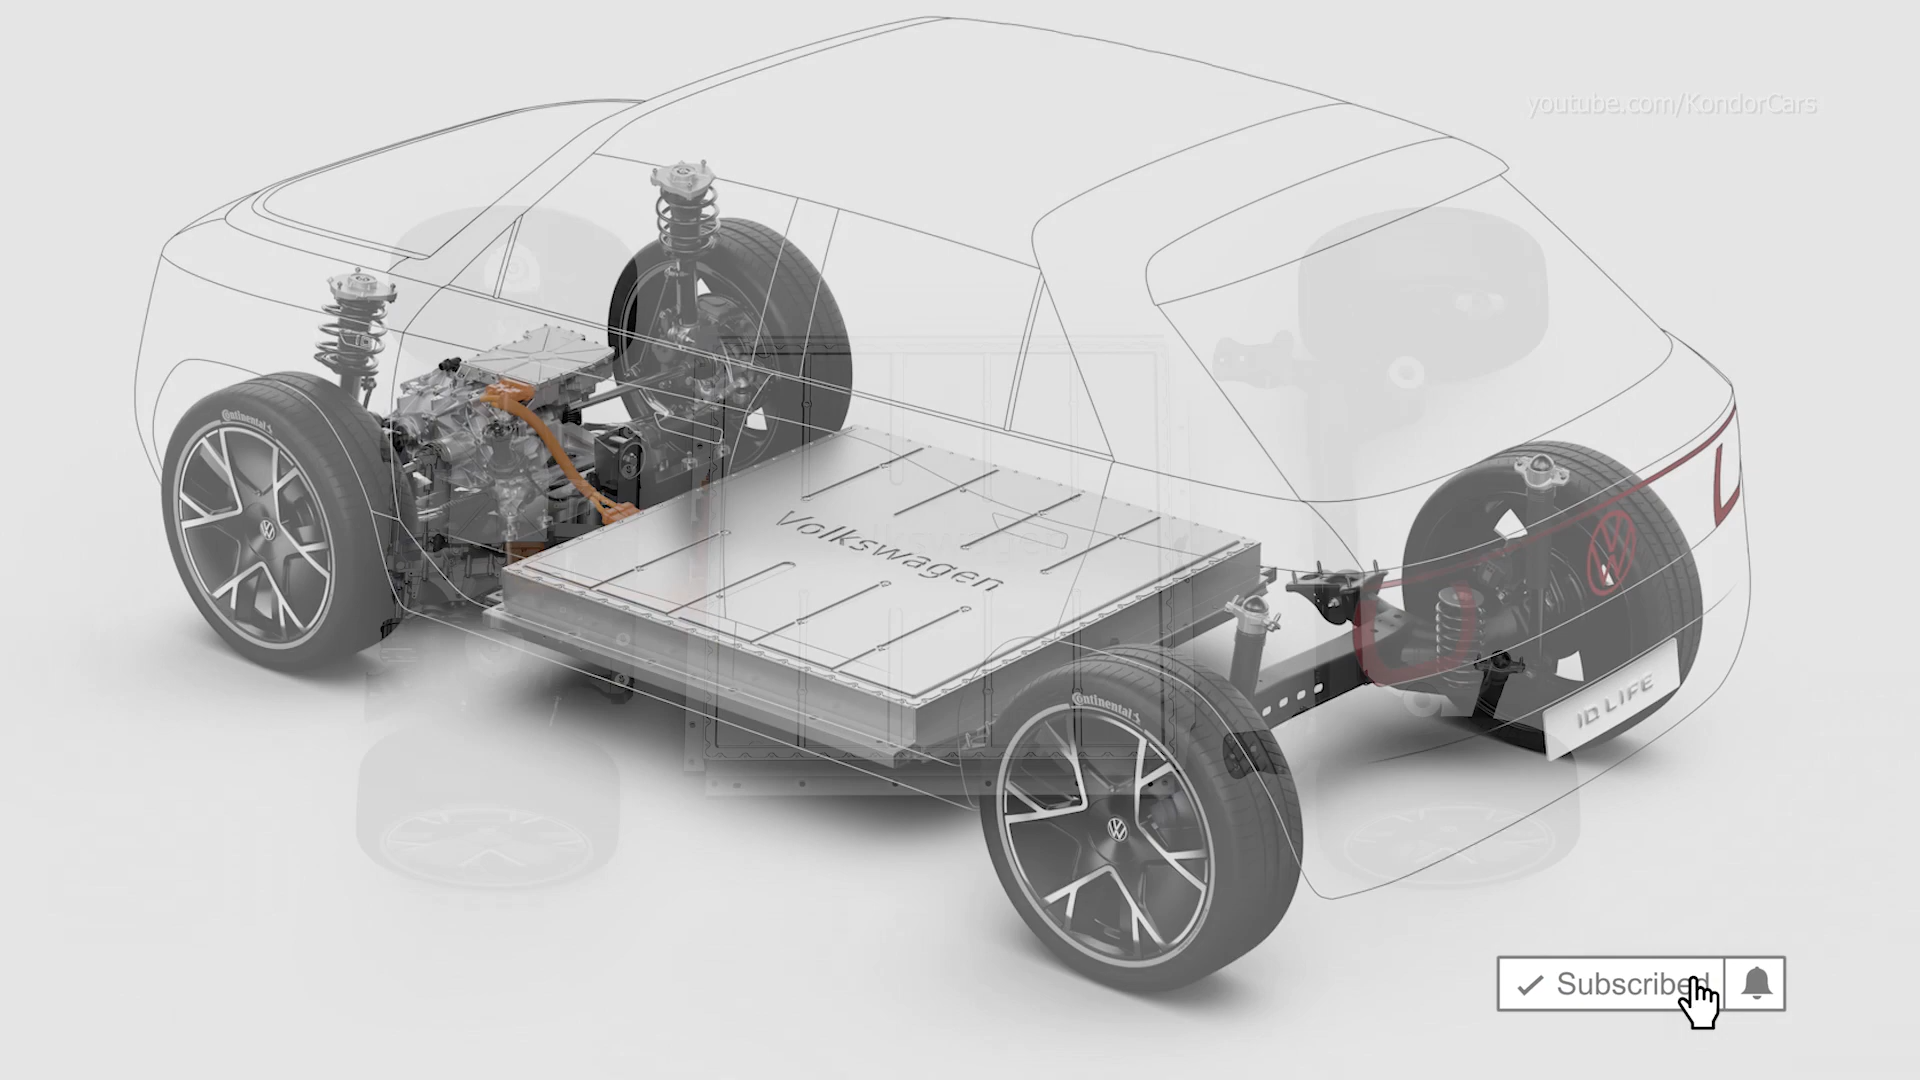 youtube.com/KondorCars
Continental
Volkswagen
Continental
ID. LIFE
Subscribed